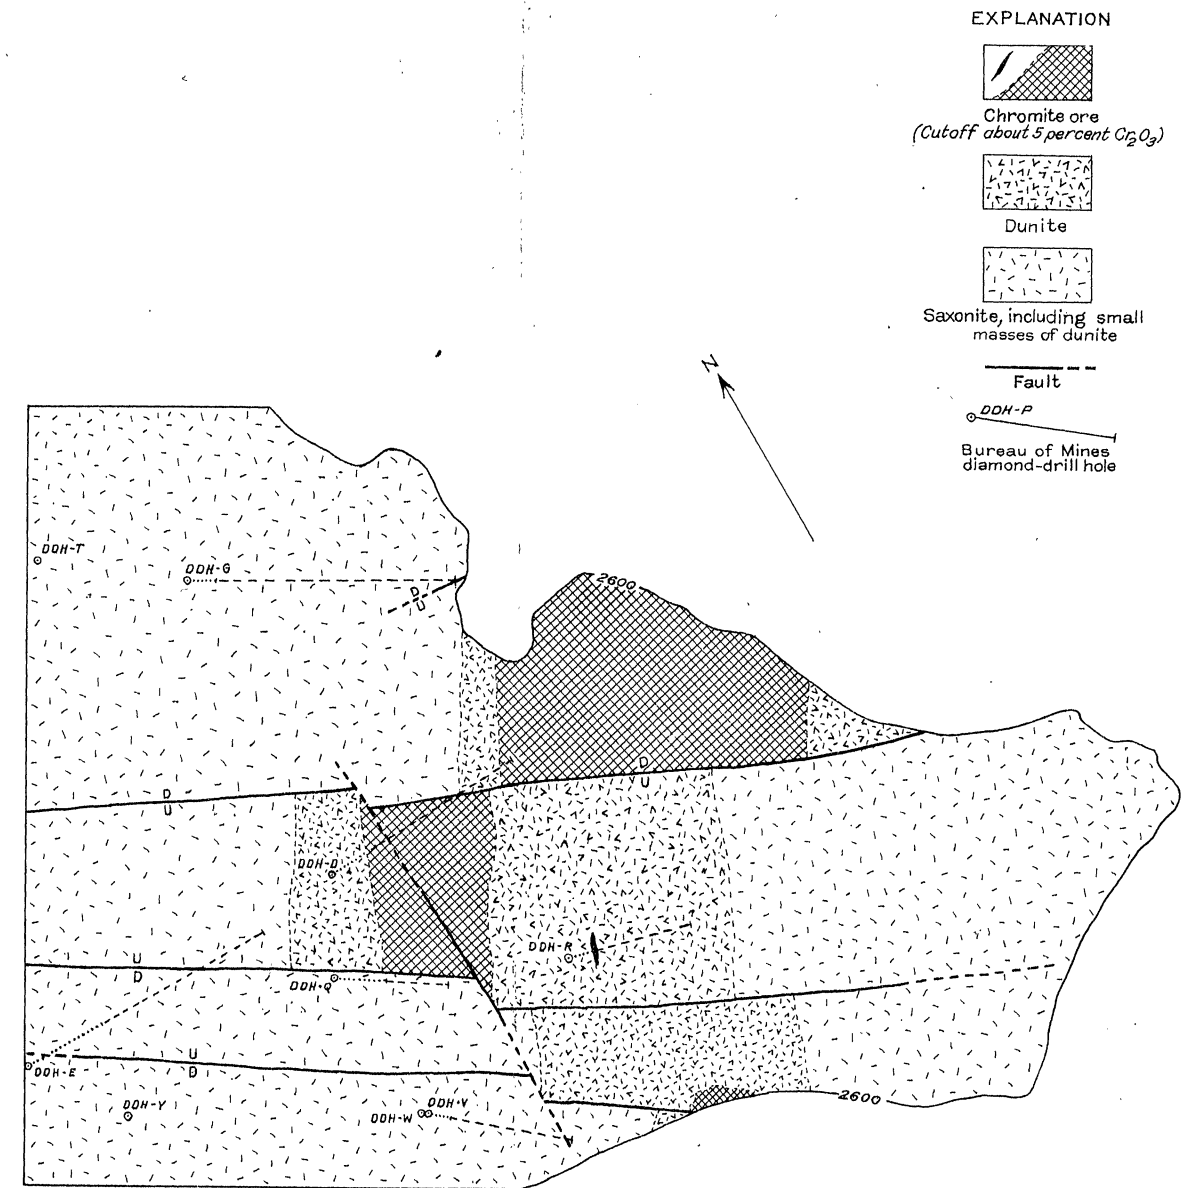 EXPLANATION
Chromite ore
(Cutoff about 5 percent Cr2O3)
Dunite
Saxonite, including small
masses of dunite
Fault
DDH-P
Bureau of Mines
diamond-drill hole
N
DDH-T
DDH-G
D
U
2600
D
U
D
U
DDH-D
DDH-R
U
D
DDH-Q
U
D
DDH-E
DDH-Y
DDH-V
DDH-W
2600